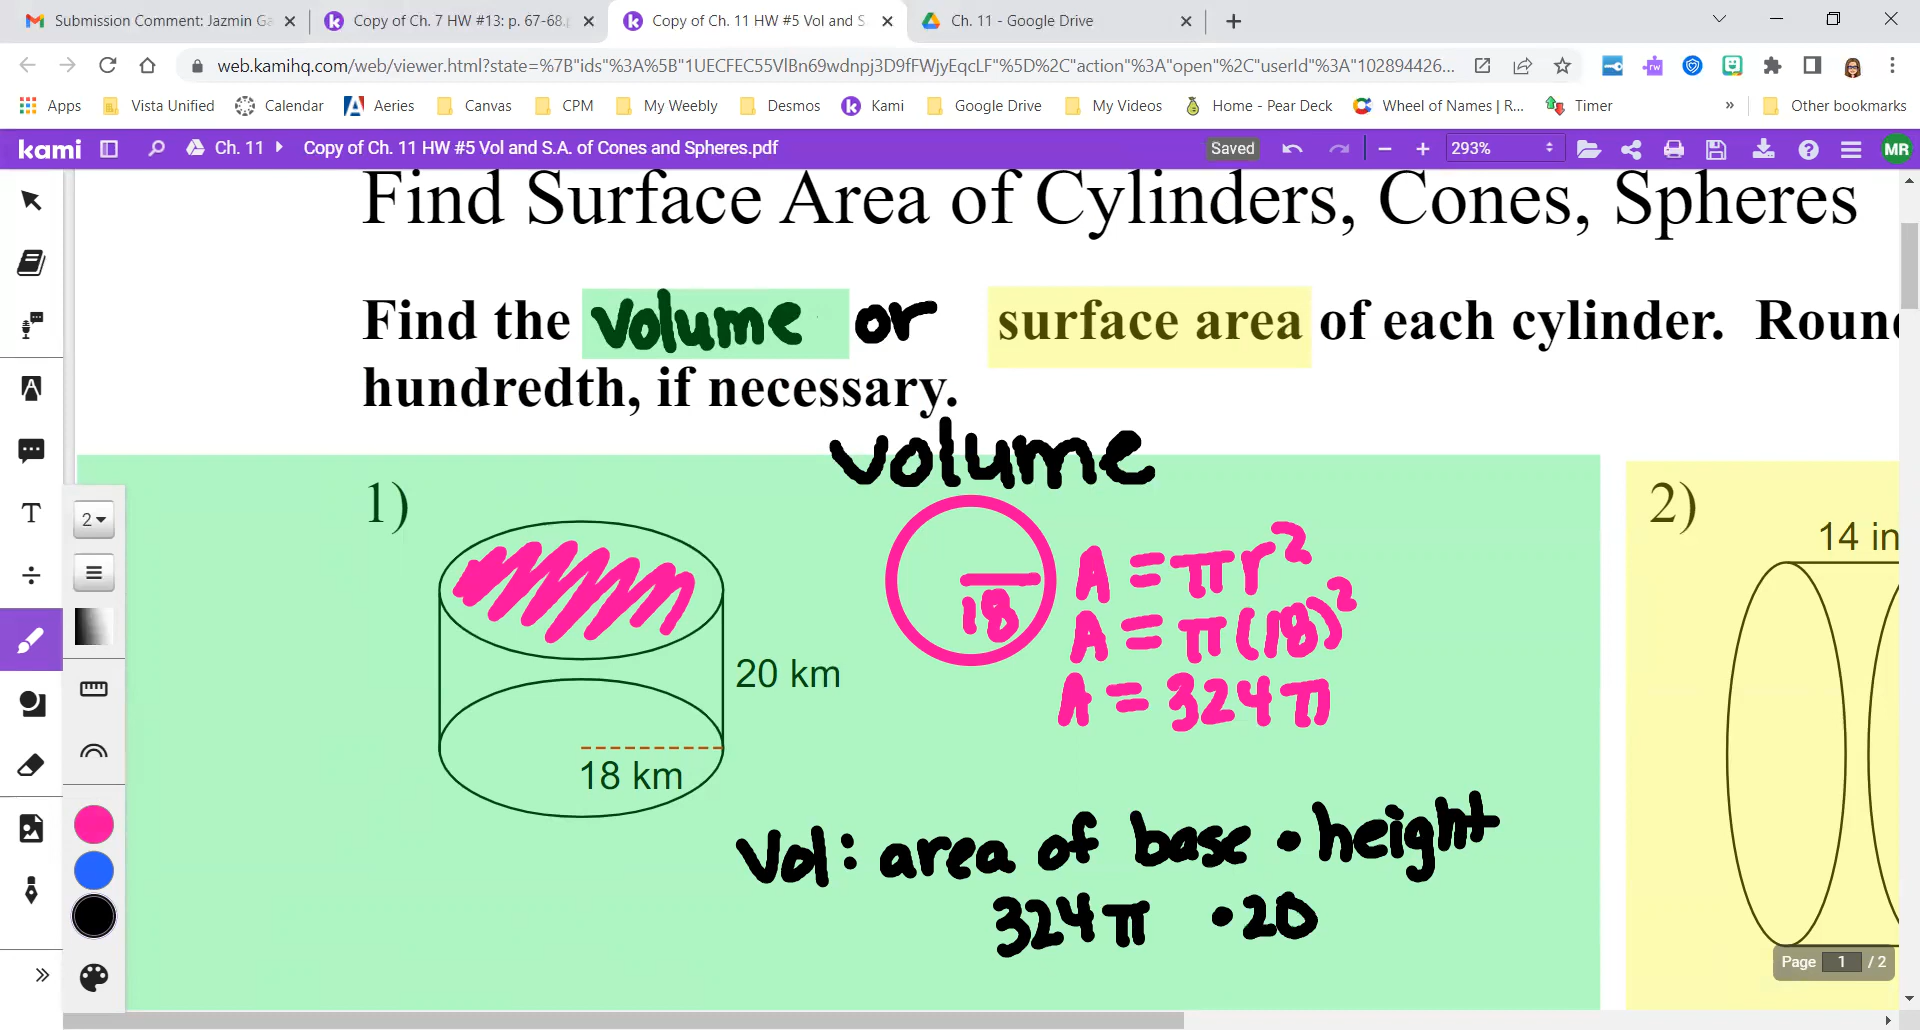 Submission Comment: Jazmin Ga
Copy of Ch. 7 HW #13: p. 67-68.
Copy of Ch. 11 HW #5 Vol and S
Ch. 11 - Google Drive
web.kamihq.com/web/viewer.html?state=%7B"ids"%3A%5B"1UECFEC55VlBn69wdnpj3D9fFWjyEqcLF"%5D%2C"action"%3A"open"%2C"userId"%3A"102894426...
Apps Vista Unified Calendar Aeries Canvas CPM My Weebly Desmos Kami Google Drive My Videos Home - Pear Deck Wheel of Names | R... Timer » Other bookmarks
kami Ch. 11 Copy of Ch. 11 HW #5 Vol and S.A. of Cones and Spheres.pdf Saved 293% MR
Find Surface Area of Cylinders, Cones, Spheres
Find the volume or surface area of each cylinder. Round
hundredth, if necessary.
volume
1)
2)
14 in
18
A = πr²
A = π(18)²
A = 324π
20 km
18 km
Vol: area of base • height
324π • 20
2
T
Page 1 / 2